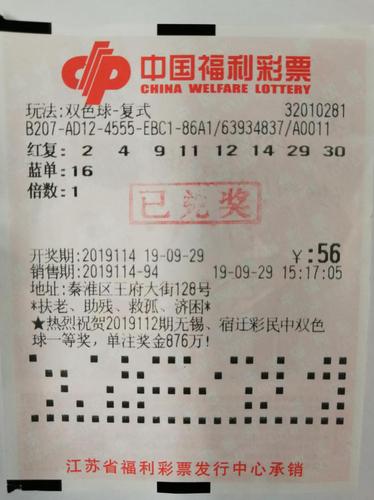 中国福利彩票
CHINA WELFARE LOTTERY
玩法:双色球-复式 32010281
B207-AD12-4555-EBC1-86A1/63934837/A0011
红复: 2 4 9 11 12 14 29 30
蓝单:16
倍数:1
已兑奖
开奖期:2019114 19-09-29 ¥:56
销售期:2019114-94 19-09-29 15:17:05
地址:秦淮区王府大街128号
*扶老、助残、救孤、济困*
★热烈祝贺2019112期无锡、宿迁彩民中双色
球一等奖,单注奖金876万!
江苏省福利彩票发行中心承销